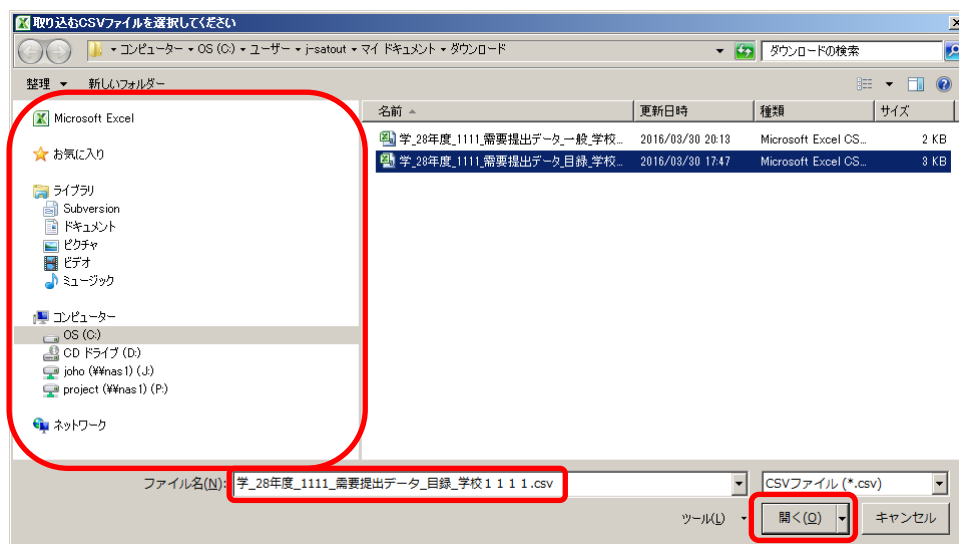 取り込むCSVファイルを選択してください
▾ コンピューター ▾ OS (C:) ▾ ユーザー ▾ j-satout ▾ マイ ドキュメント ▾ ダウンロード
ダウンロードの検索
整理 ▼ 新しいフォルダー
Microsoft Excel
お気に入り
ライブラリ
Subversion
ドキュメント
ピクチャ
ビデオ
ミュージック
コンピューター
OS (C:)
CD ドライブ (D:)
joho (¥¥nas1) (J:)
project (¥¥nas1) (P:)
ネットワーク
名前 更新日時 種類 サイズ
学_28年度_1111_需要提出データ_一般_学校... 2016/03/30 20:13 Microsoft Excel CS... 2 KB
学_28年度_1111_需要提出データ_目録_学校... 2016/03/30 17:47 Microsoft Excel CS... 3 KB
ファイル名(N): 学_28年度_1111_需要提出データ_目録_学校１１１１.csv CSVファイル (*.csv)
ツール(L) 開く(O) キャンセル